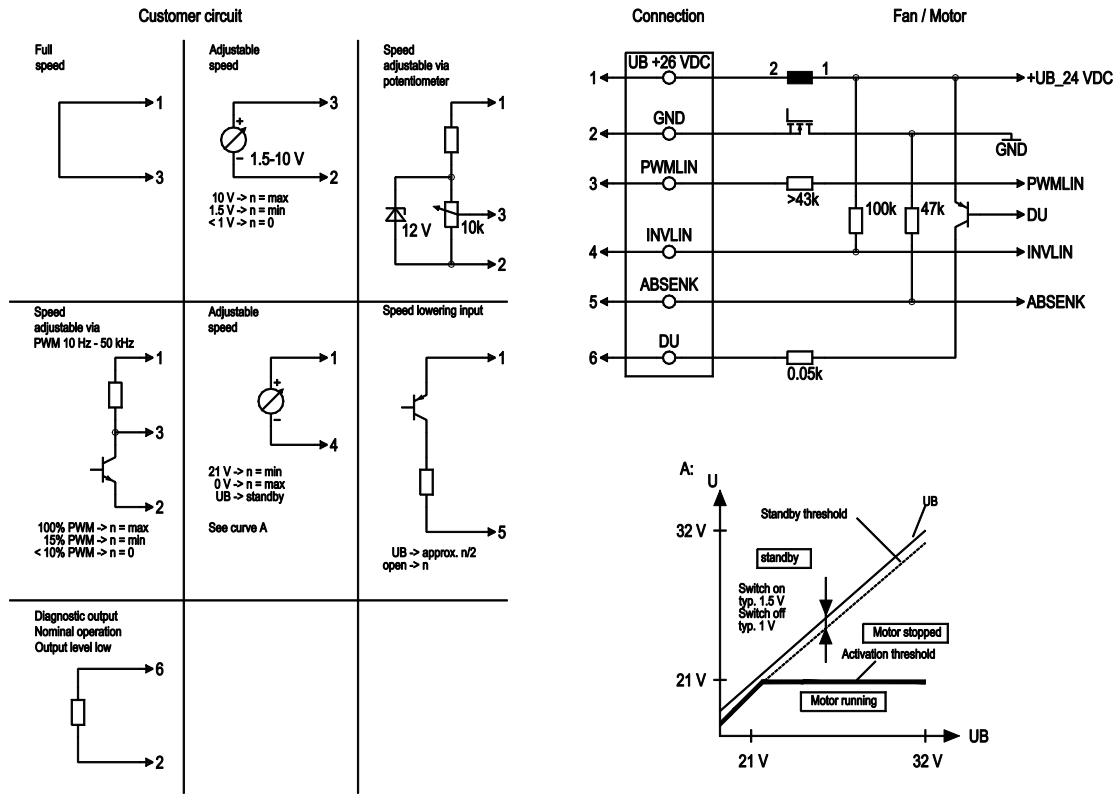 Customer circuit
Full
speed
1
3
Adjustable
speed
3
+
–
1.5-10 V
2
10 V -> n = max
1.5 V -> n = min
< 1 V -> n = 0
Speed
adjustable via
potentiometer
1
12 V
10k
3
2
Speed
adjustable via
PWM 10 Hz - 50 kHz
1
3
2
100% PWM -> n = max
15% PWM -> n = min
< 10% PWM -> n = 0
Adjustable
speed
1
+
–
4
21 V -> n = min
0 V -> n = max
UB -> standby
See curve A
Speed lowering input
1
5
UB -> approx. n/2
open -> n
Diagnostic output
Nominal operation
Output level low
6
2
Connection
Fan / Motor
1
UB +26 VDC
2
1
+UB_24 VDC
2
GND
GND
3
PWMLIN
>43k
PWMLIN
100k
47k
DU
4
INVLIN
INVLIN
5
ABSENK
ABSENK
6
DU
0.05k
A:
U
UB
32 V
Standby threshold
standby
Switch on
typ. 1.5 V
Switch off
typ. 1 V
Motor stopped
Activation threshold
21 V
Motor running
UB
21 V
32 V